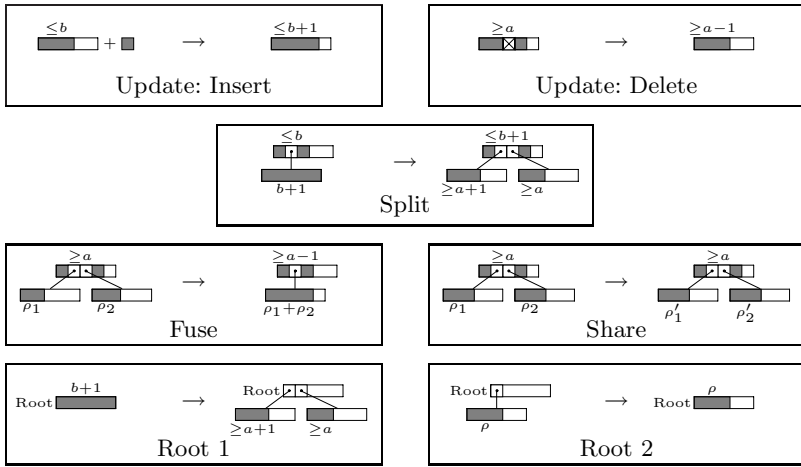 ≤b + → ≤b+1
Update: Insert
≥a → ≥a−1
Update: Delete
≤b → ≤b+1
b+1 ≥a+1 ≥a
Split
≥a → ≥a−1
ρ1 ρ2 ρ1+ρ2
Fuse
≥a → ≥a
ρ1 ρ2 ρ′1 ρ′2
Share
b+1 → Root
Root ≥a+1 ≥a
Root 1
Root → ρ
ρ Root
Root 2